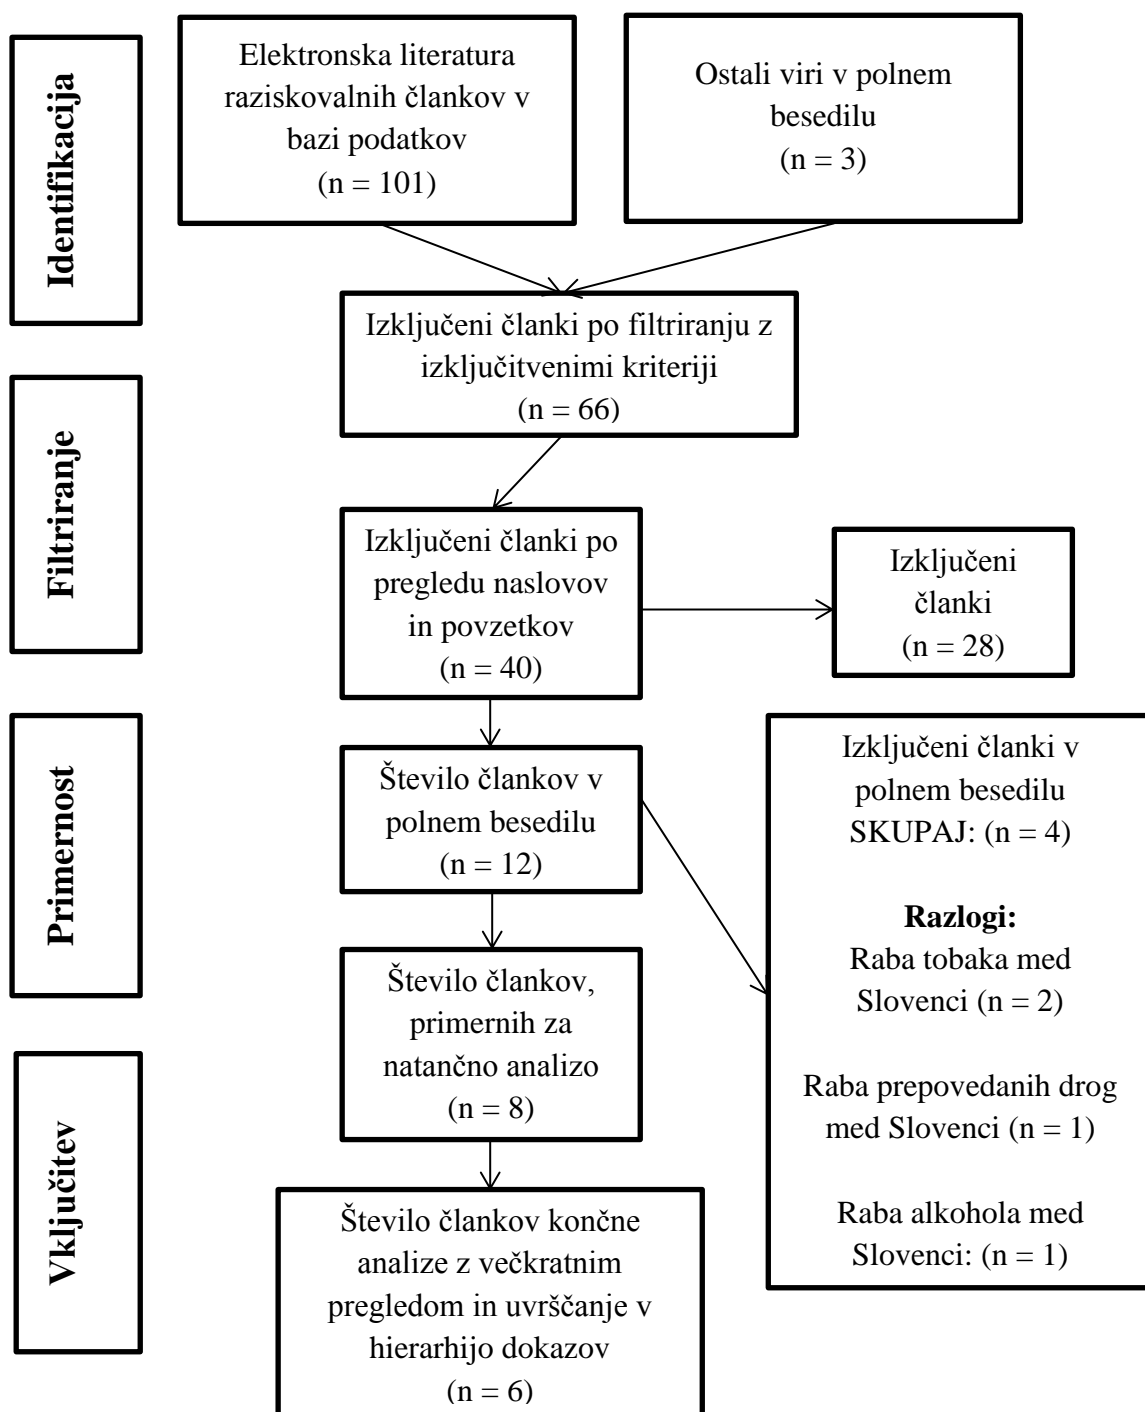 Identifikacija
Elektronska literatura
raziskovalnih člankov v
bazi podatkov
(n = 101)
Ostali viri v polnem
besedilu
(n = 3)
Izključeni članki po filtriranju z
izključitvenimi kriteriji
(n = 66)
Filtriranje
Izključeni članki po
pregledu naslovov
in povzetkov
(n = 40)
Izključeni
članki
(n = 28)
Primernost
Število člankov v
polnem besedilu
(n = 12)
Izključeni članki v
polnem besedilu
SKUPAJ: (n = 4)
Razlogi:
Raba tobaka med
Slovenci (n = 2)
Raba prepovedanih drog
med Slovenci (n = 1)
Raba alkohola med
Slovenci: (n = 1)
Število člankov,
primernih za
natančno analizo
(n = 8)
Vključitev
Število člankov končne
analize z večkratnim
pregledom in uvrščanje v
hierarhijo dokazov
(n = 6)